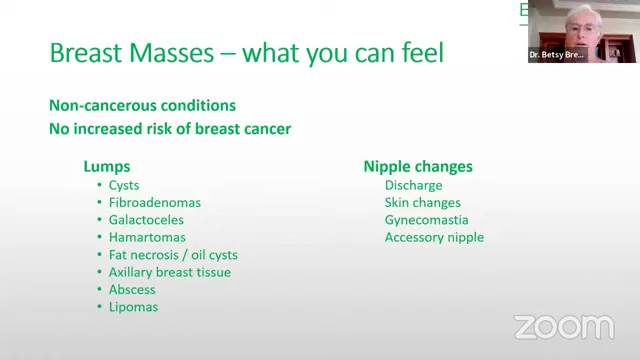 Breast Masses – what you can feel
Dr. Betsy Bre...
Non-cancerous conditions
No increased risk of breast cancer
Lumps
• Cysts
• Fibroadenomas
• Galactoceles
• Hamartomas
• Fat necrosis / oil cysts
• Axillary breast tissue
• Abscess
• Lipomas
Nipple changes
Discharge
Skin changes
Gynecomastia
Accessory nipple
zoom